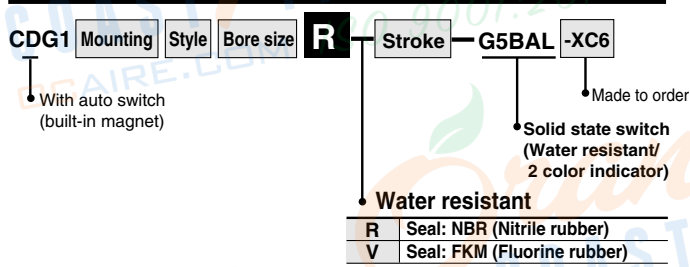 CDG1 Mounting Style Bore size R Stroke G5BAL -XC6
With auto switch
(built-in magnet)
Made to order
Solid state switch
(Water resistant/
2 color indicator)
Water resistant
R Seal: NBR (Nitrile rubber)
V Seal: FKM (Fluorine rubber)